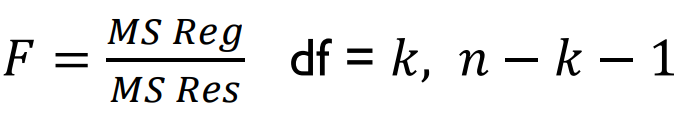 F = MS Reg / MS Res df = k, n − k − 1